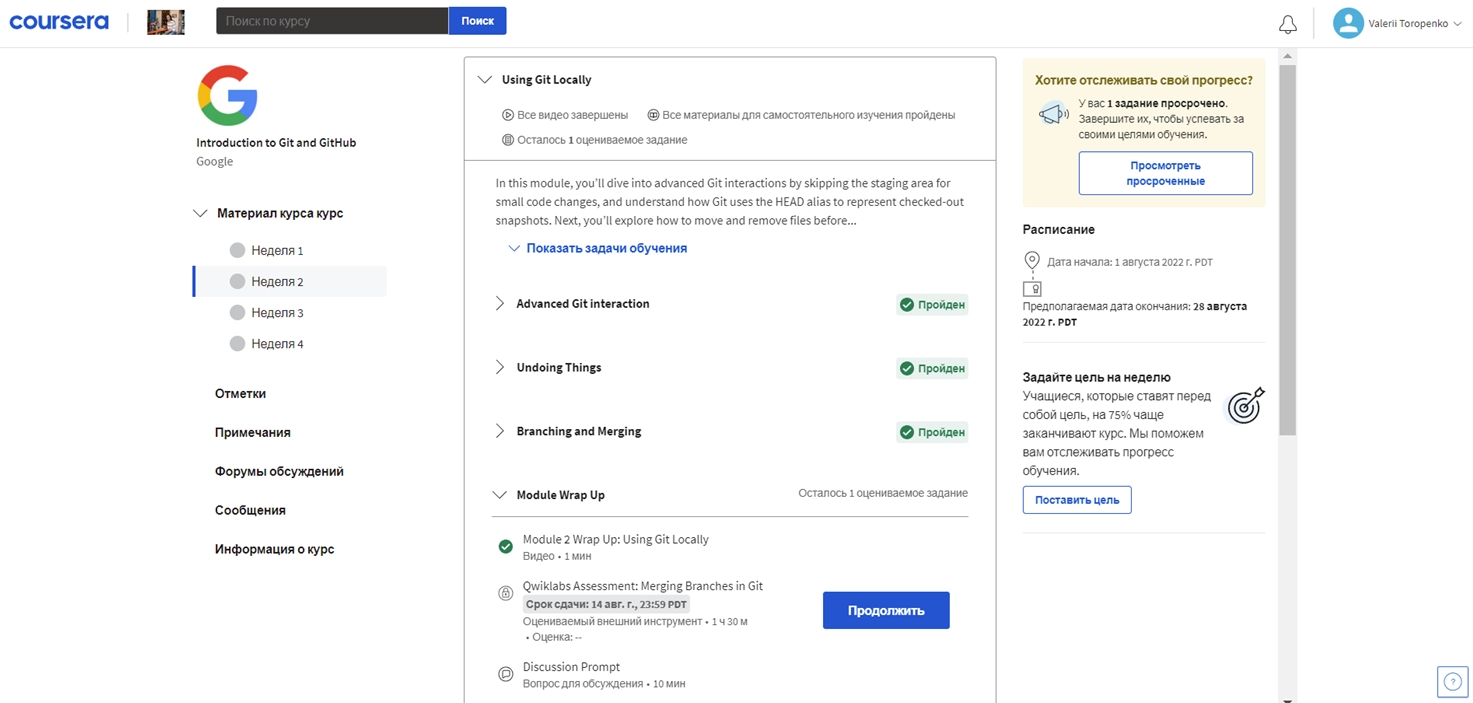 coursera
Поиск по курсу
Поиск
Valerii Toropenko
Introduction to Git and GitHub
Google
Материал курса курс
Неделя 1
Неделя 2
Неделя 3
Неделя 4
Отметки
Примечания
Форумы обсуждений
Сообщения
Информация о курс
Using Git Locally
Все видео завершены
Все материалы для самостоятельного изучения пройдены
Осталось 1 оцениваемое задание
In this module, you'll dive into advanced Git interactions by skipping the staging area for
small code changes, and understand how Git uses the HEAD alias to represent checked-out
snapshots. Next, you'll explore how to move and remove files before...
Показать задачи обучения
Advanced Git interaction
Пройден
Undoing Things
Пройден
Branching and Merging
Пройден
Module Wrap Up
Осталось 1 оцениваемое задание
Module 2 Wrap Up: Using Git Locally
Видео • 1 мин
Qwiklabs Assessment: Merging Branches in Git
Срок сдачи: 14 авг. г., 23:59 PDT
Оцениваемый внешний инструмент • 1 ч 30 м
• Оценка: --
Продолжить
Discussion Prompt
Вопрос для обсуждения • 10 мин
Хотите отслеживать свой прогресс?
У вас 1 задание просрочено.
Завершите их, чтобы успевать за
своими целями обучения.
Просмотреть
просроченные
Расписание
Дата начала: 1 августа 2022 г. PDT
Предполагаемая дата окончания: 28 августа
2022 г. PDT
Задайте цель на неделю
Учащиеся, которые ставят перед
собой цель, на 75% чаще
заканчивают курс. Мы поможем
вам отслеживать прогресс
обучения.
Поставить цель
?